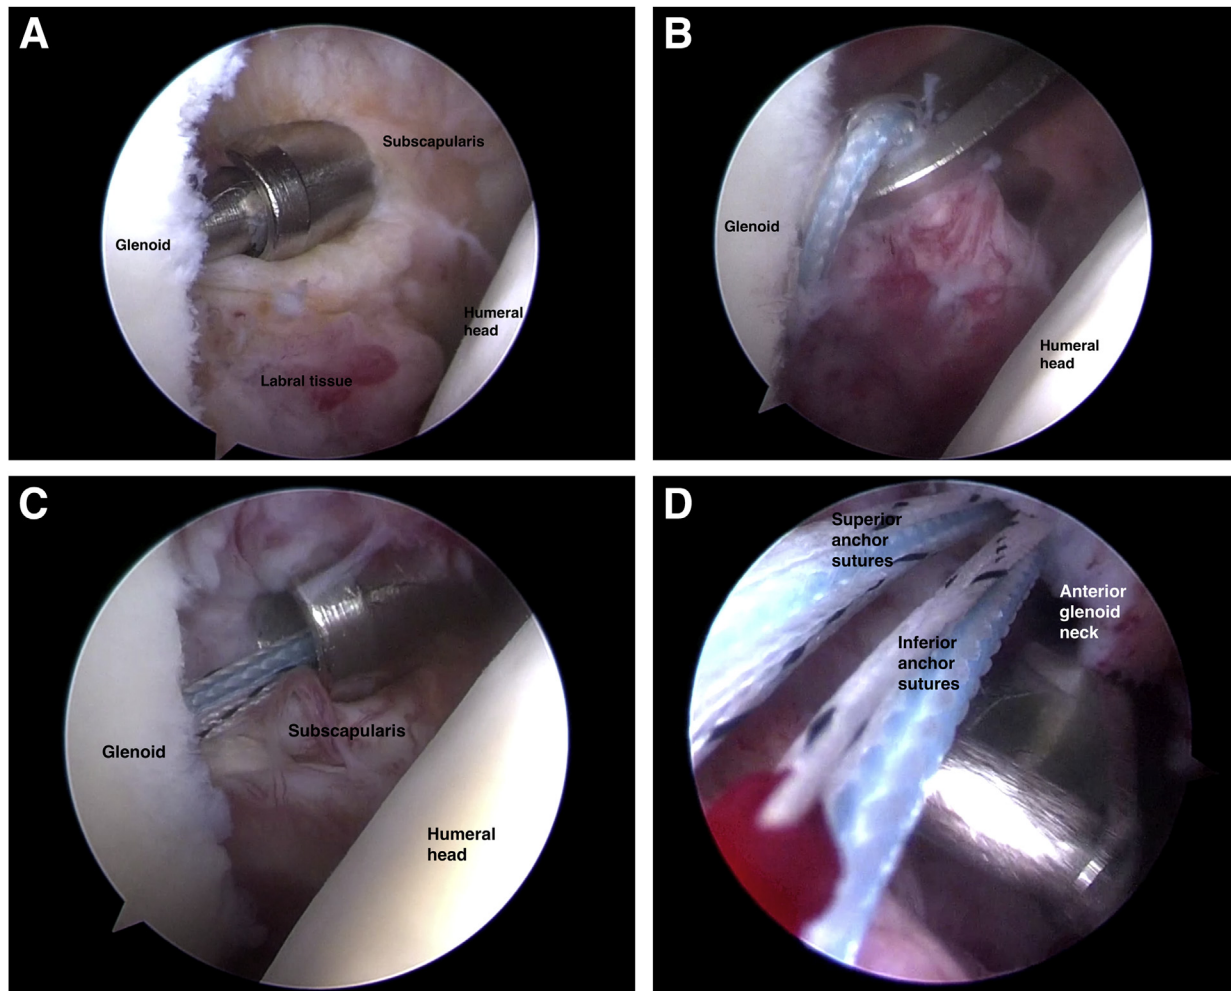 A
Subscapularis
Glenoid
Humeral
head
Labral tissue
B
Glenoid
Humeral
head
C
Subscapularis
Glenoid
Humeral
head
D
Superior
anchor
sutures
Anterior
glenoid
neck
Inferior
anchor
sutures